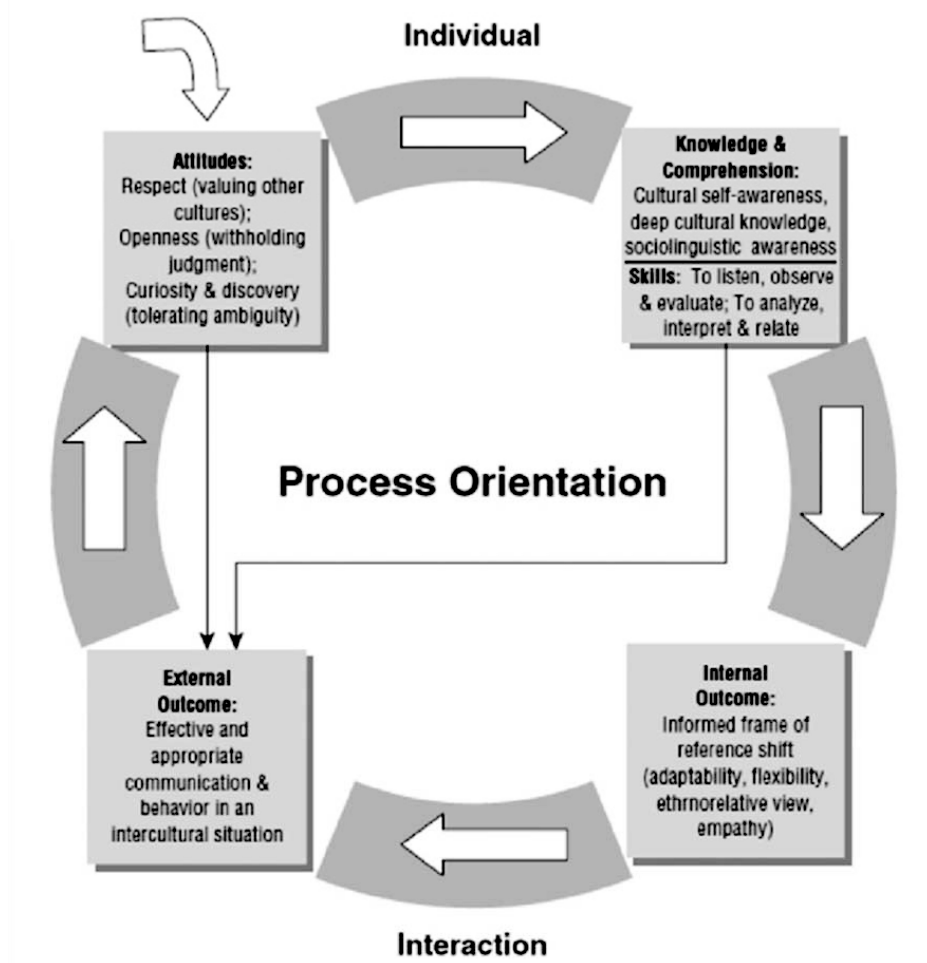 Individual
Attitudes:
Respect (valuing other
cultures);
Openness (withholding
judgment);
Curiosity & discovery
(tolerating ambiguity)
Knowledge &
Comprehension:
Cultural self-awareness,
deep cultural knowledge,
sociolinguistic awareness
Skills: To listen, observe
& evaluate; To analyze,
interpret & relate
Process Orientation
External
Outcome:
Effective and
appropriate
communication &
behavior in an
intercultural situation
Internal
Outcome:
Informed frame of
reference shift
(adaptability, flexibility,
ethrnorelative view,
empathy)
Interaction